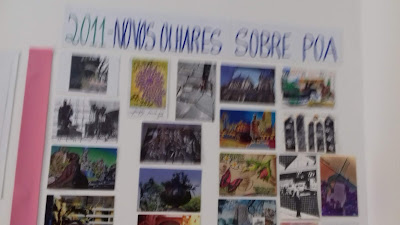 2011-NOVOS OLHARES SOBRE POA